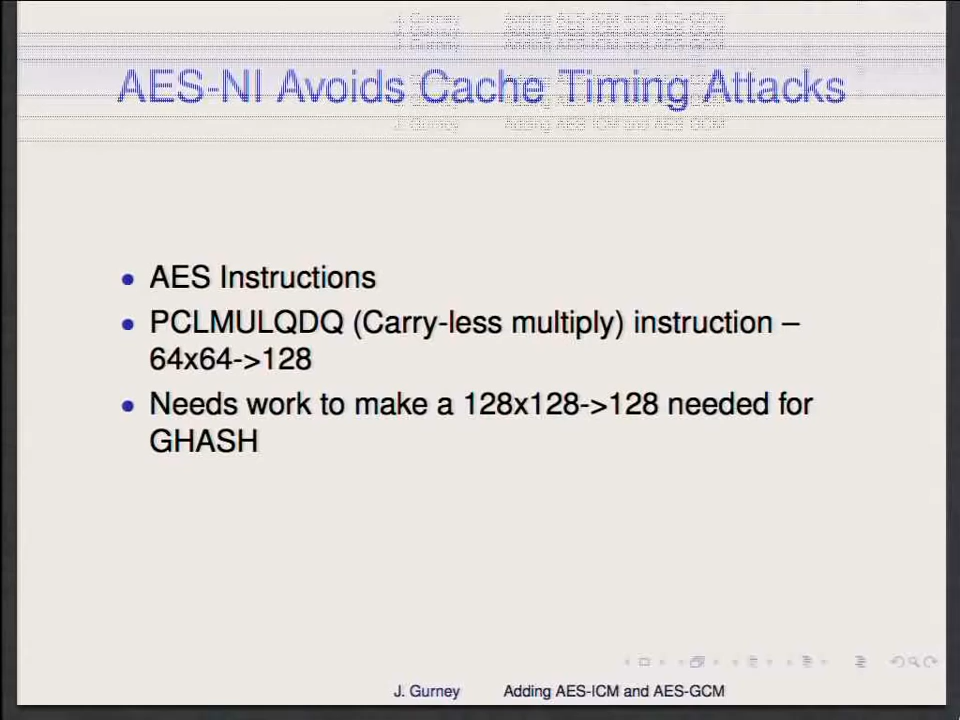 AES-NI Avoids Cache Timing Attacks
• AES Instructions
• PCLMULQDQ (Carry-less multiply) instruction –
64x64->128
• Needs work to make a 128x128->128 needed for
GHASH
J. Gurney Adding AES-ICM and AES-GCM